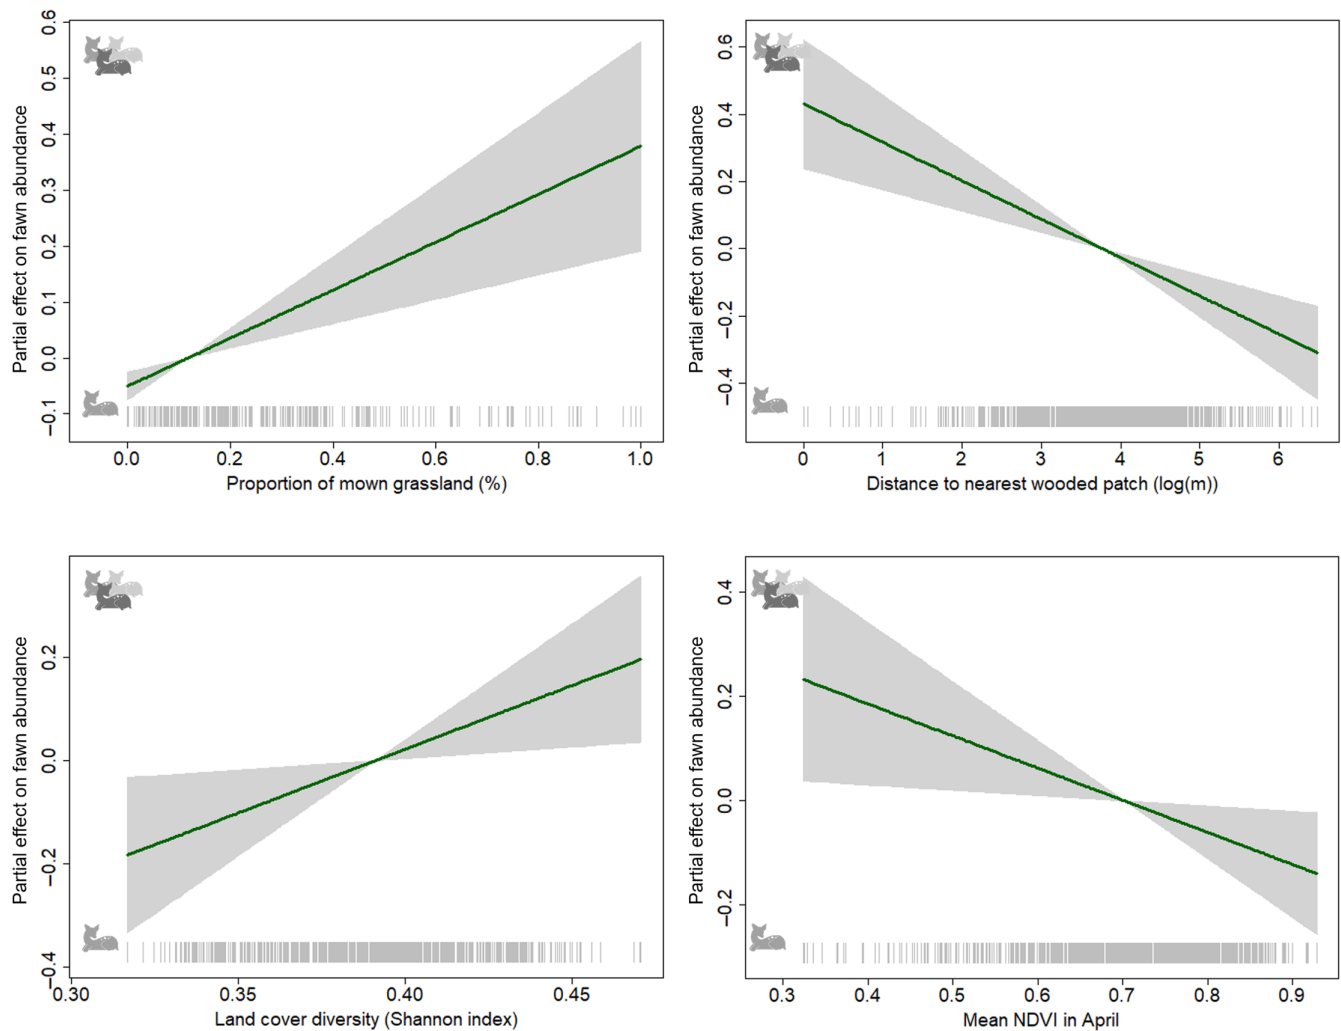 Partial effect on fawn abundance
0.6
0.5
0.4
0.3
0.2
0.1
0.0
−0.1
0.0 0.2 0.4 0.6 0.8 1.0
Proportion of mown grassland (%)
Partial effect on fawn abundance
0.6
0.4
0.2
0.0
−0.2
−0.4
0 1 2 3 4 5 6
Distance to nearest wooded patch (log(m))
Partial effect on fawn abundance
0.2
0.0
−0.2
−0.4
0.30 0.35 0.40 0.45
Land cover diversity (Shannon index)
Partial effect on fawn abundance
0.4
0.2
0.0
−0.2
0.3 0.4 0.5 0.6 0.7 0.8 0.9
Mean NDVI in April